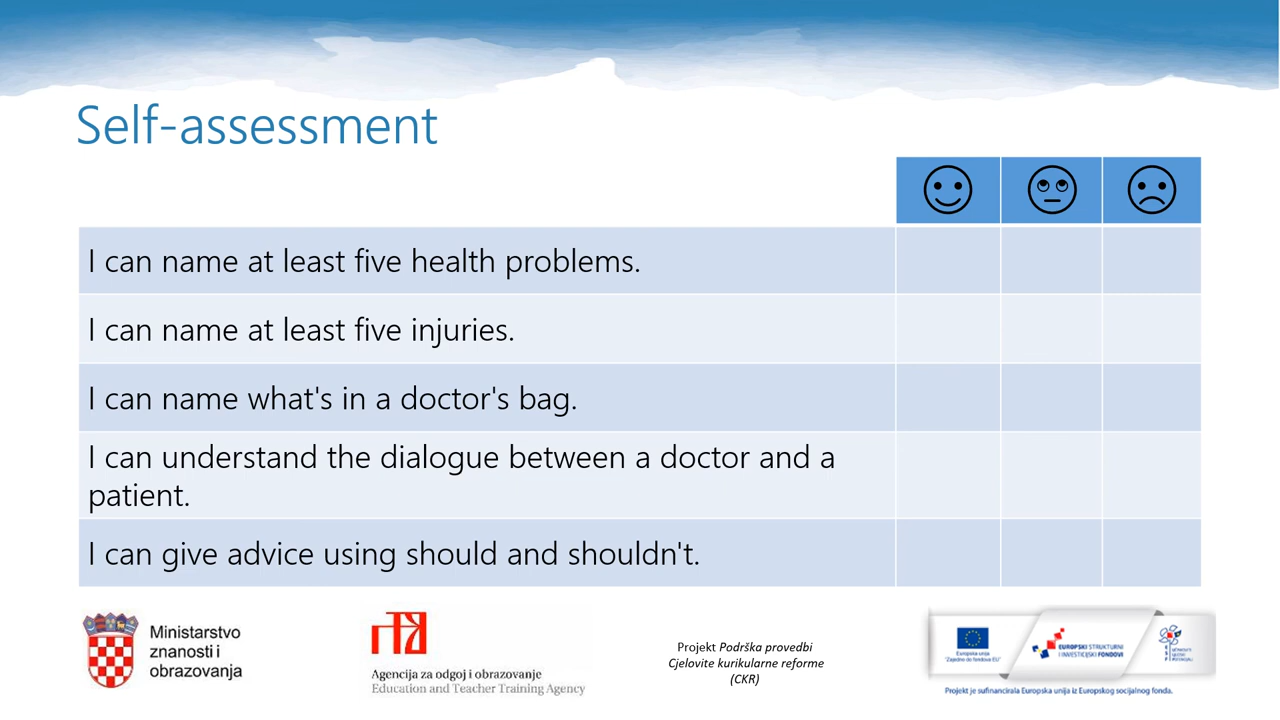 Self-assessment
I can name at least five health problems.
I can name at least five injuries.
I can name what's in a doctor's bag.
I can understand the dialogue between a doctor and a
patient.
I can give advice using should and shouldn't.
Ministarstvo
znanosti i
obrazovanja
Agencija za odgoj i obrazovanje
Education and Teacher Training Agency
Projekt Podrška provedbi
Cjelovite kurikularne reforme
(CKR)
Europska unija
"Zajedno do fondova EU"
EUROPSKI STRUKTURNI
I INVESTICIJSKI FONDOVI
Projekt je sufinancirala Europska unija iz Europskog socijalnog fonda.